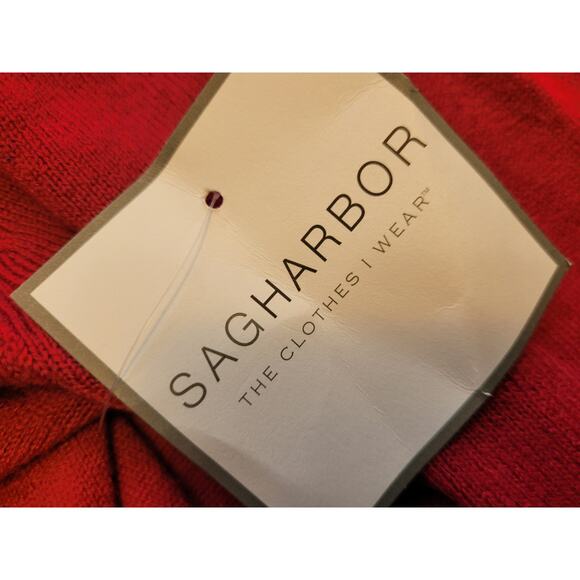 SAGHARBOR
THE CLOTHES I WEAR™